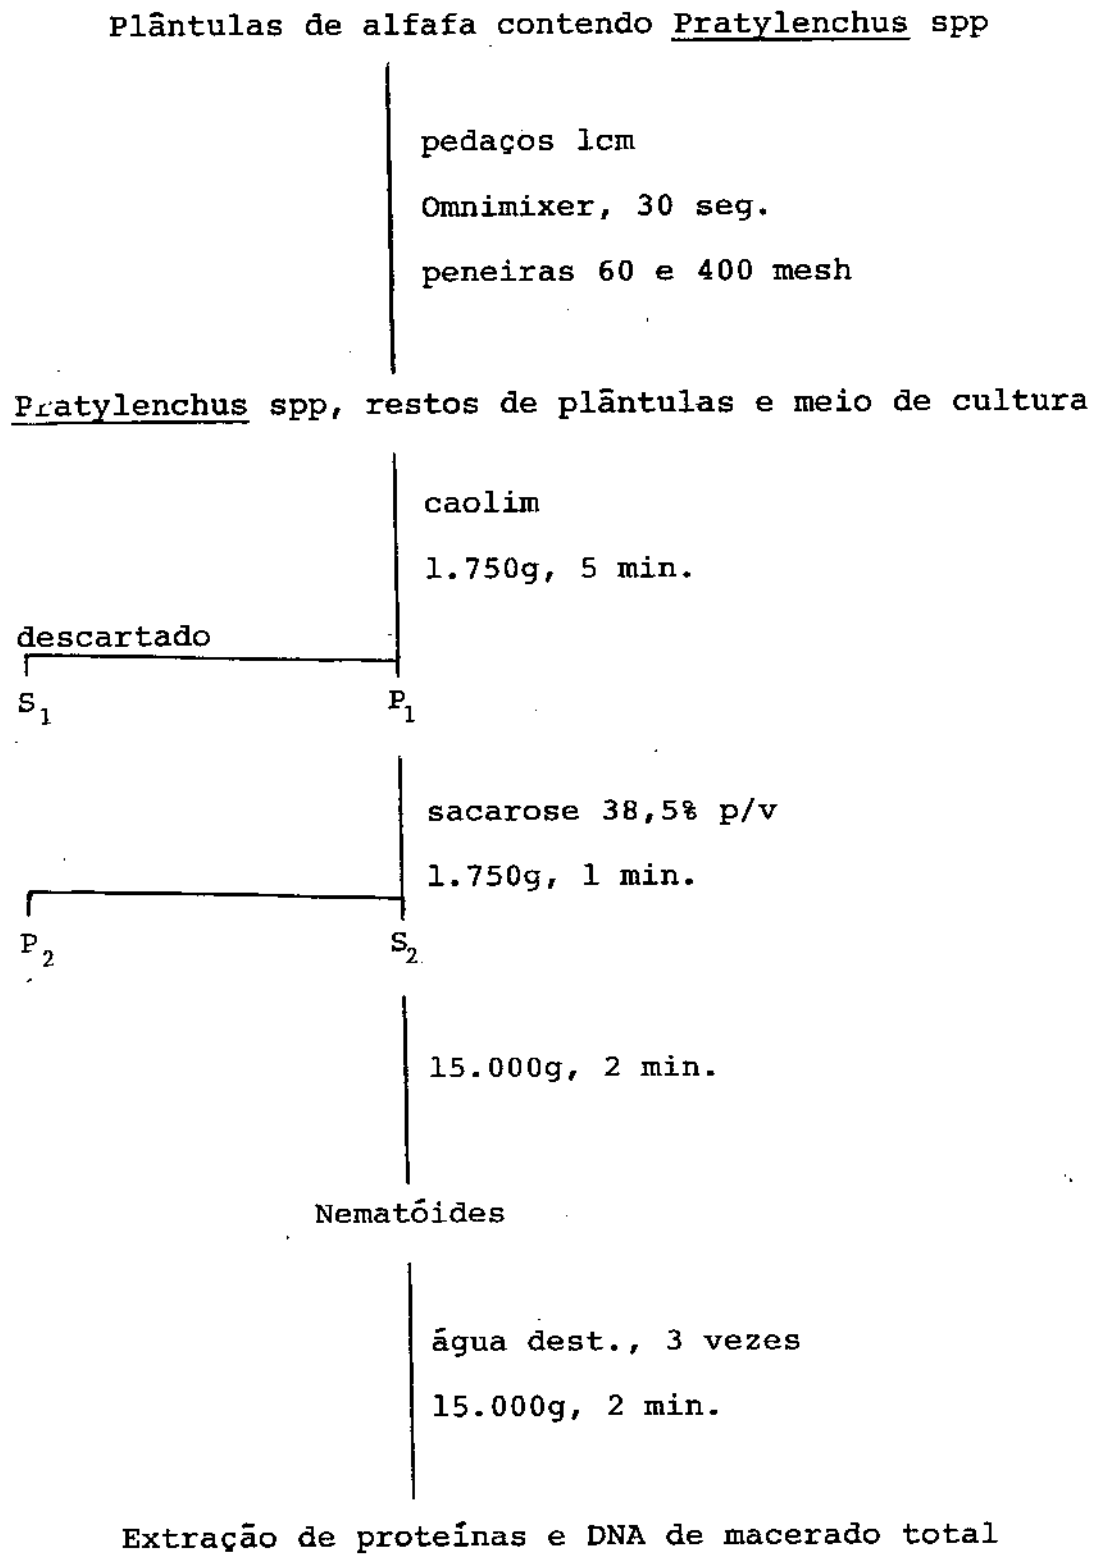 Plântulas de alfafa contendo Pratylenchus spp
pedaços 1cm
Omnimixer, 30 seg.
peneiras 60 e 400 mesh
Pratylenchus spp, restos de plântulas e meio de cultura
caolim
1.750g, 5 min.
descartado
S1 P1
sacarose 38,5% p/v
1.750g, 1 min.
P2 S2
15.000g, 2 min.
Nematóides
água dest., 3 vezes
15.000g, 2 min.
Extração de proteínas e DNA de macerado total